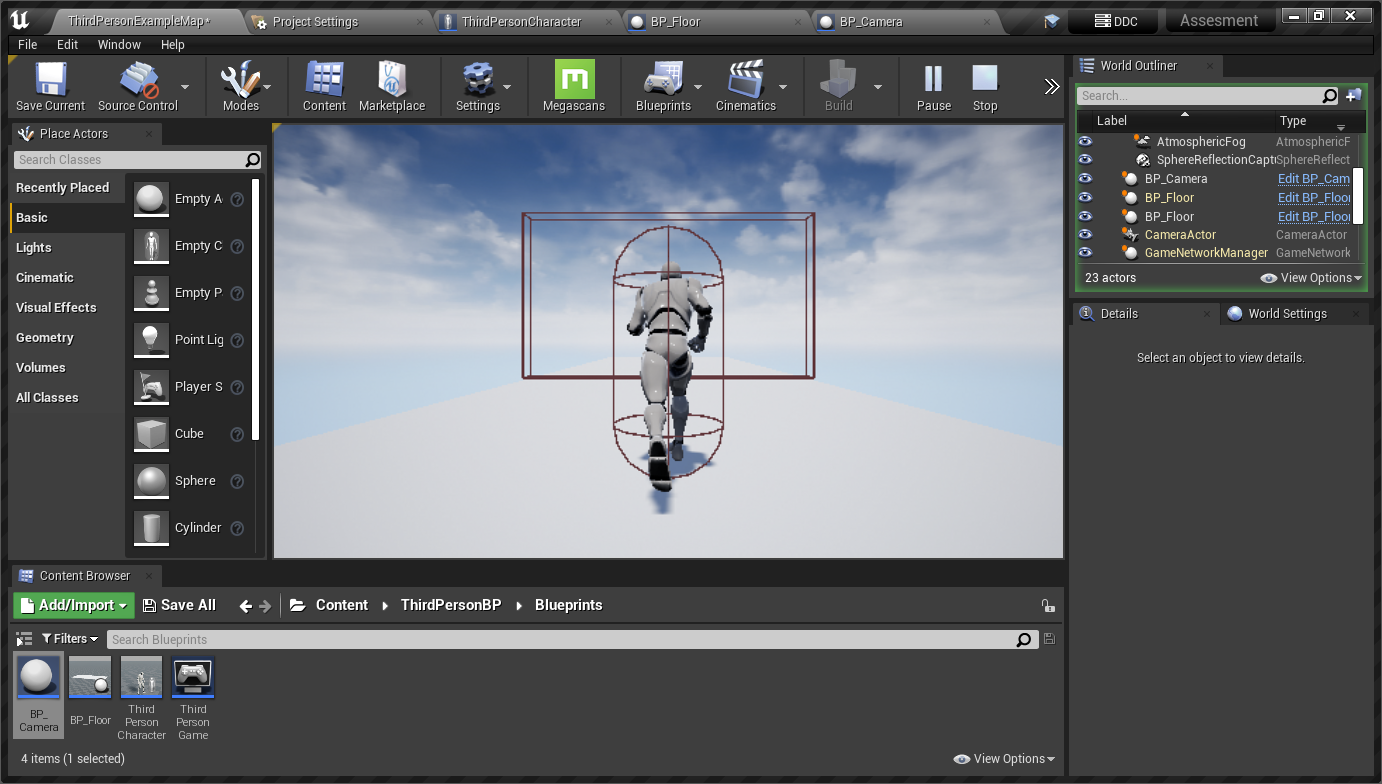 ThirdPersonExampleMap*
Project Settings
ThirdPersonCharacter
BP_Floor
BP_Camera
DDC
Assesment
File Edit Window Help
Save Current
Source Control
Modes
Content
Marketplace
Settings
Megascans
Blueprints
Cinematics
Build
Pause
Stop
Place Actors
Search Classes
Recently Placed
Basic
Lights
Cinematic
Visual Effects
Geometry
Volumes
All Classes
Empty A
Empty C
Empty P
Point Lig
Player S
Cube
Sphere
Cylinder
World Outliner
Search...
Label Type
AtmosphericFog AtmosphericF
SphereReflectionCaptu SphereReflect
BP_Camera Edit BP_Cam
BP_Floor Edit BP_Floor
BP_Floor Edit BP_Floor
CameraActor CameraActor
GameNetworkManager GameNetwork
23 actors View Options
Details
World Settings
Select an object to view details.
Content Browser
Add/Import Save All Content ThirdPersonBP Blueprints
Filters Search Blueprints
BP_
Camera
BP_Floor
Third
Person
Character
Third
Person
Game
4 items (1 selected) View Options